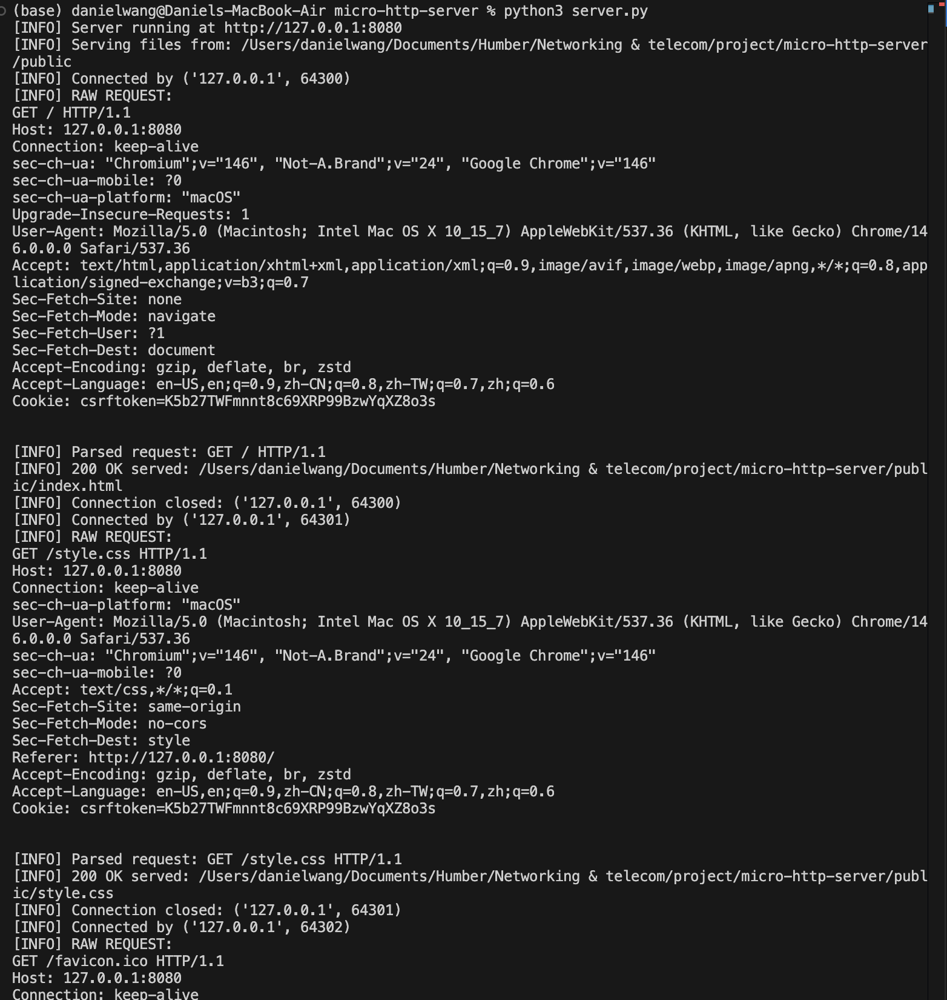 (base) danielwang@Daniels-MacBook-Air micro-http-server % python3 server.py
[INFO] Server running at http://127.0.0.1:8080
[INFO] Serving files from: /Users/danielwang/Documents/Humber/Networking & telecom/project/micro-http-server
/public
[INFO] Connected by ('127.0.0.1', 64300)
[INFO] RAW REQUEST:
GET / HTTP/1.1
Host: 127.0.0.1:8080
Connection: keep-alive
sec-ch-ua: "Chromium";v="146", "Not-A.Brand";v="24", "Google Chrome";v="146"
sec-ch-ua-mobile: ?0
sec-ch-ua-platform: "macOS"
Upgrade-Insecure-Requests: 1
User-Agent: Mozilla/5.0 (Macintosh; Intel Mac OS X 10_15_7) AppleWebKit/537.36 (KHTML, like Gecko) Chrome/14
6.0.0.0 Safari/537.36
Accept: text/html,application/xhtml+xml,application/xml;q=0.9,image/avif,image/webp,image/apng,*/*;q=0.8,app
lication/signed-exchange;v=b3;q=0.7
Sec-Fetch-Site: none
Sec-Fetch-Mode: navigate
Sec-Fetch-User: ?1
Sec-Fetch-Dest: document
Accept-Encoding: gzip, deflate, br, zstd
Accept-Language: en-US,en;q=0.9,zh-CN;q=0.8,zh-TW;q=0.7,zh;q=0.6
Cookie: csrftoken=K5b27TWFmnnt8c69XRP99BzwYqXZ8o3s
[INFO] Parsed request: GET / HTTP/1.1
[INFO] 200 OK served: /Users/danielwang/Documents/Humber/Networking & telecom/project/micro-http-server/publ
ic/index.html
[INFO] Connection closed: ('127.0.0.1', 64300)
[INFO] Connected by ('127.0.0.1', 64301)
[INFO] RAW REQUEST:
GET /style.css HTTP/1.1
Host: 127.0.0.1:8080
Connection: keep-alive
sec-ch-ua-platform: "macOS"
User-Agent: Mozilla/5.0 (Macintosh; Intel Mac OS X 10_15_7) AppleWebKit/537.36 (KHTML, like Gecko) Chrome/14
6.0.0.0 Safari/537.36
sec-ch-ua: "Chromium";v="146", "Not-A.Brand";v="24", "Google Chrome";v="146"
sec-ch-ua-mobile: ?0
Accept: text/css,*/*;q=0.1
Sec-Fetch-Site: same-origin
Sec-Fetch-Mode: no-cors
Sec-Fetch-Dest: style
Referer: http://127.0.0.1:8080/
Accept-Encoding: gzip, deflate, br, zstd
Accept-Language: en-US,en;q=0.9,zh-CN;q=0.8,zh-TW;q=0.7,zh;q=0.6
Cookie: csrftoken=K5b27TWFmnnt8c69XRP99BzwYqXZ8o3s
[INFO] Parsed request: GET /style.css HTTP/1.1
[INFO] 200 OK served: /Users/danielwang/Documents/Humber/Networking & telecom/project/micro-http-server/publ
ic/style.css
[INFO] Connection closed: ('127.0.0.1', 64301)
[INFO] Connected by ('127.0.0.1', 64302)
[INFO] RAW REQUEST:
GET /favicon.ico HTTP/1.1
Host: 127.0.0.1:8080
Connection: keep-alive